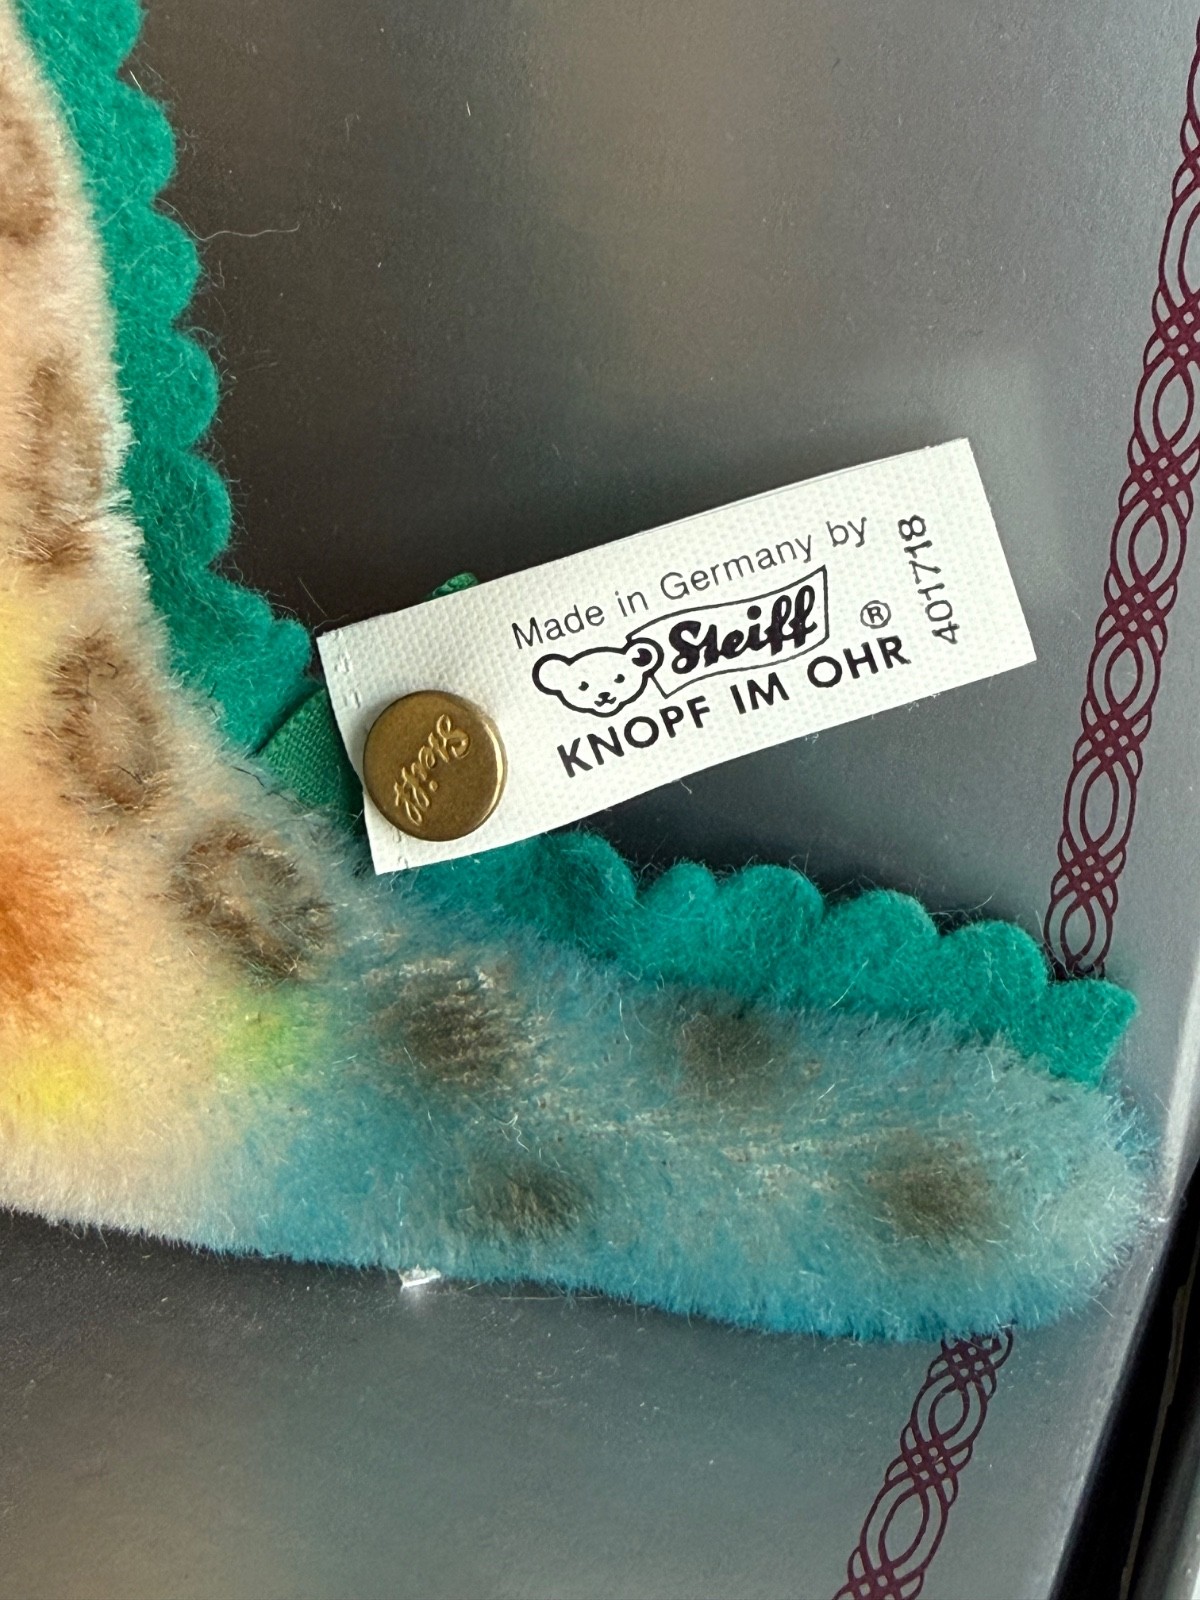 Made in Germany by
Steiff
®
KNOPF IM OHR
401718
Steiff